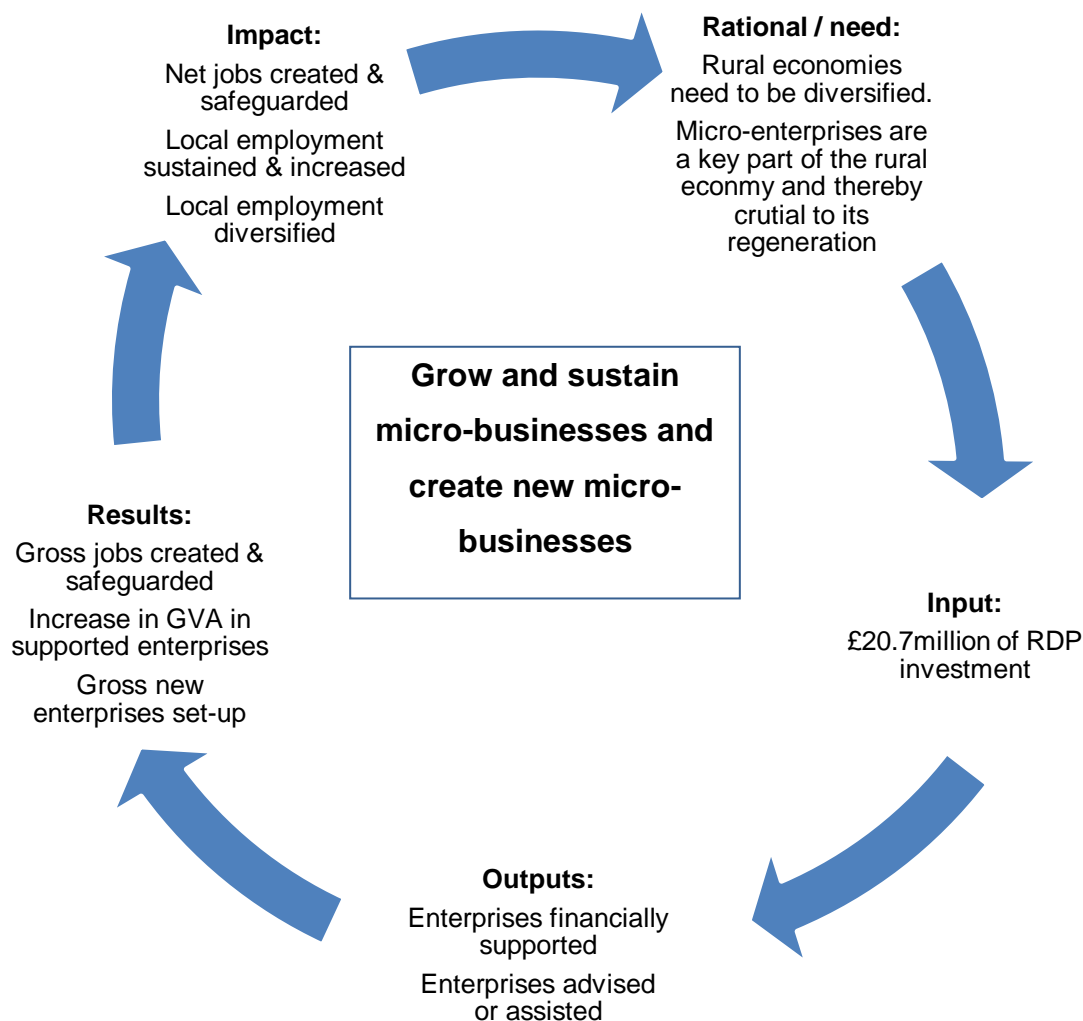 Impact:
Net jobs created &
safeguarded
Local employment
sustained & increased
Local employment
diversified
Rational / need:
Rural economies
need to be diversified.
Micro-enterprises are
a key part of the rural
econmy and thereby
crutial to its
regeneration
Grow and sustain
micro-businesses and
create new micro-
businesses
Input:
£20.7million of RDP
investment
Outputs:
Enterprises financially
supported
Enterprises advised
or assisted
Results:
Gross jobs created &
safeguarded
Increase in GVA in
supported enterprises
Gross new
enterprises set-up